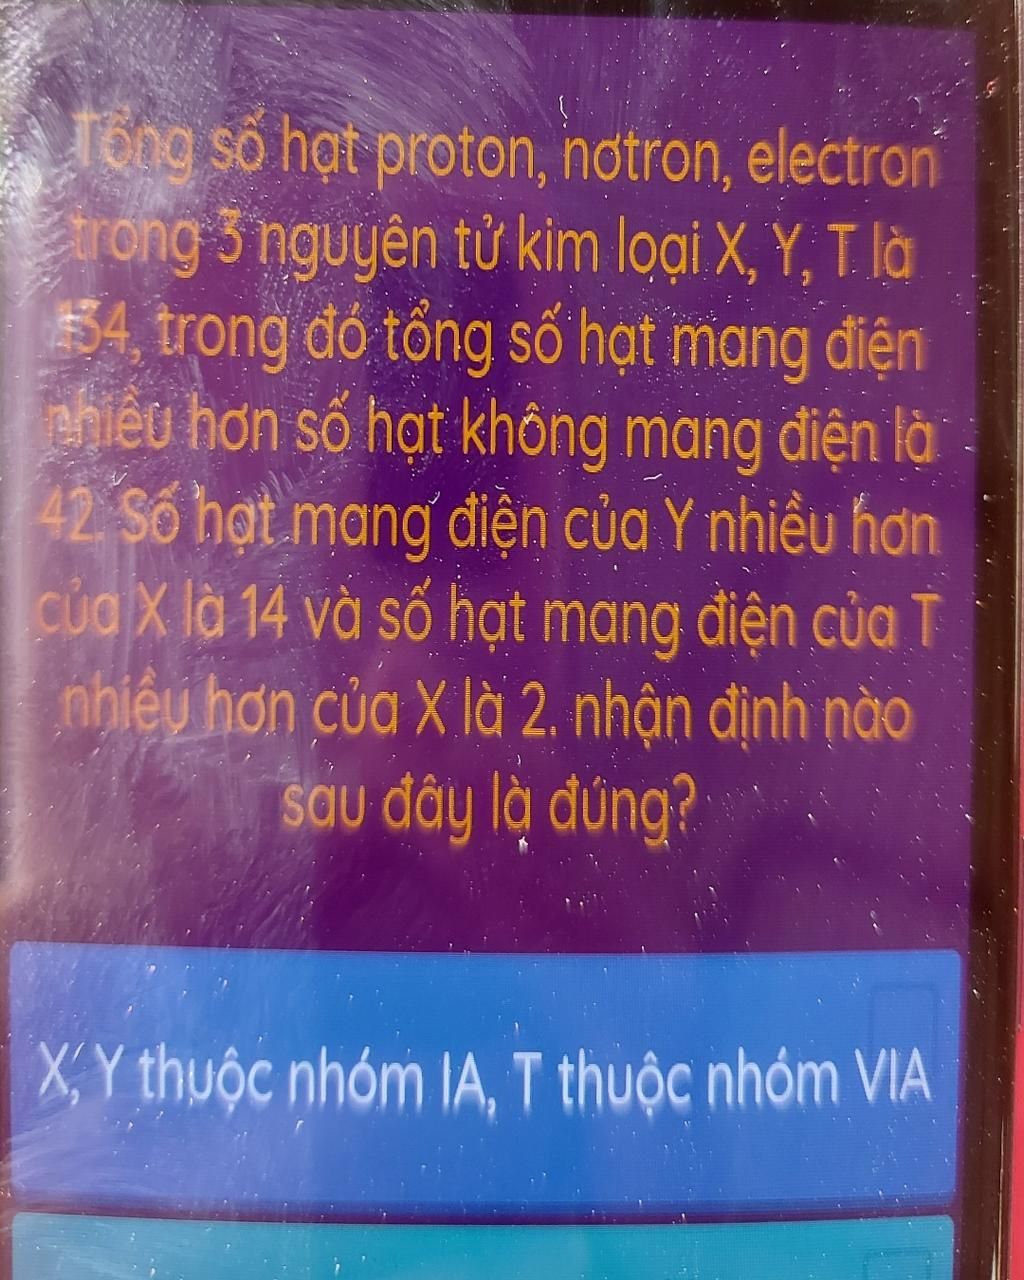 Tổng số hạt proton, nơtron, electron
trong 3 nguyên tử kim loại X, Y, T là
134, trong đó tổng số hạt mang điện
nhiều hơn số hạt không mang điện là
42. Số hạt mang điện của Y nhiều hơn
của X là 14 và số hạt mang điện của T
nhiều hơn của X là 2. nhận định nào
sau đây là đúng?
X, Y thuộc nhóm IA, T thuộc nhóm VIA